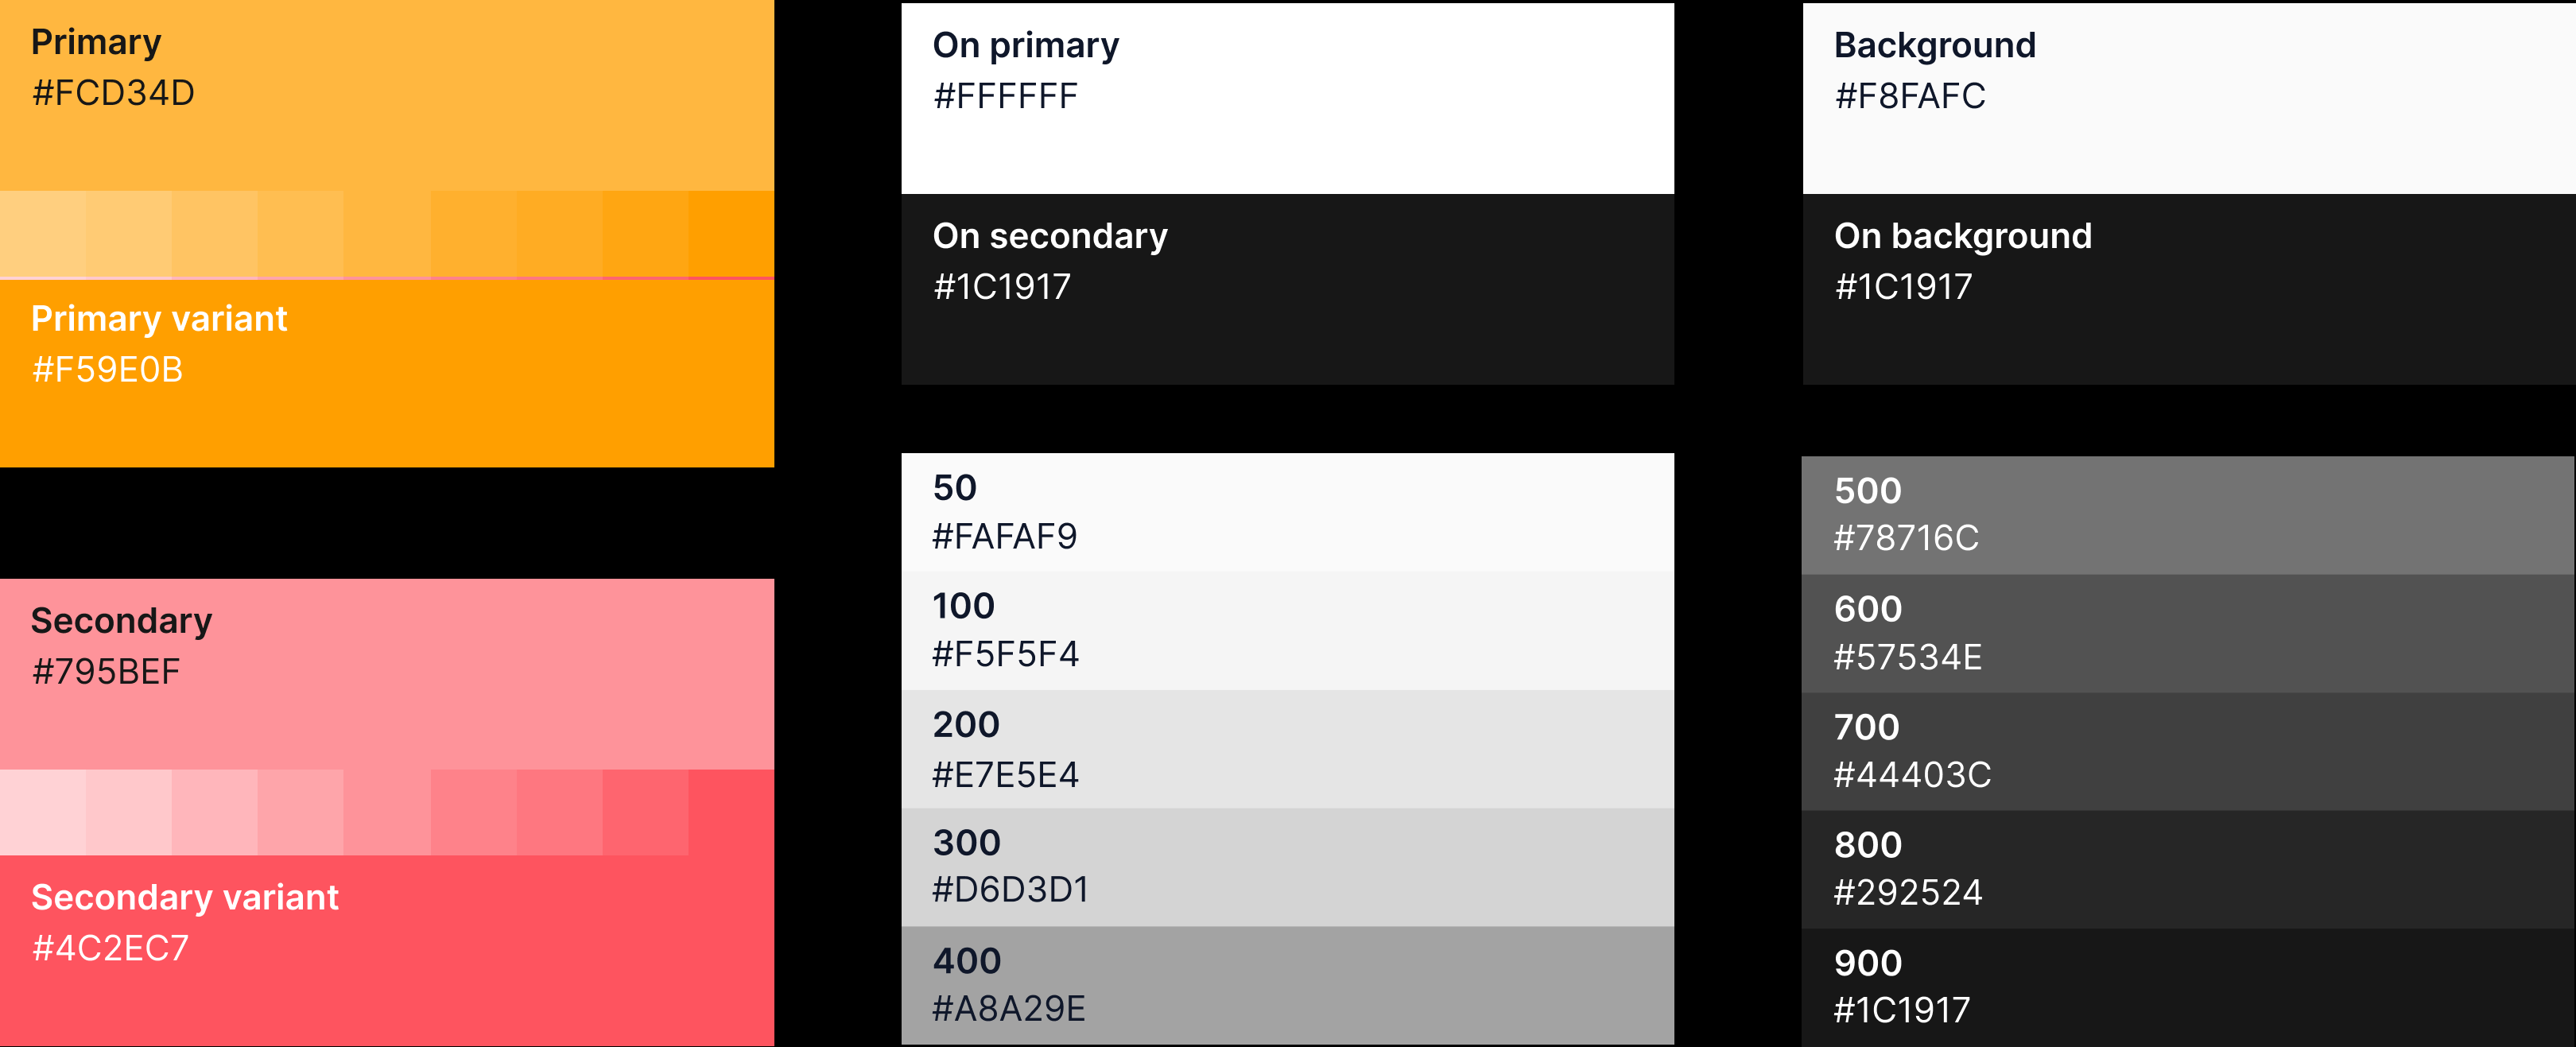 Primary
#FCD34D
Primary variant
#F59E0B
Secondary
#795BEF
Secondary variant
#4C2EC7
On primary
#FFFFFF
On secondary
#1C1917
50
#FAFAF9
100
#F5F5F4
200
#E7E5E4
300
#D6D3D1
400
#A8A29E
Background
#F8FAFC
On background
#1C1917
500
#78716C
600
#57534E
700
#44403C
800
#292524
900
#1C1917